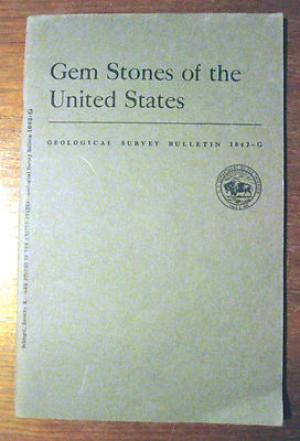 Gem Stones of the
United States
GEOLOGICAL SURVEY BULLETIN 1042-G